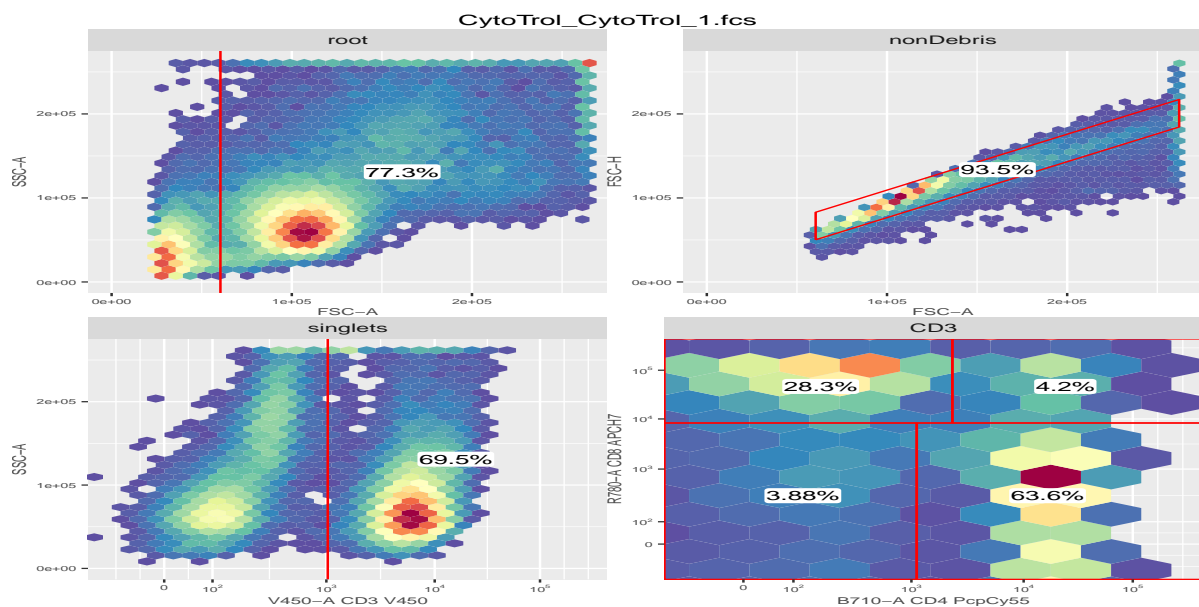 CytoTrol_CytoTrol_1.fcs
root
nonDebris
2e+05
1e+05
0e+00
SSC-A
77.3%
0e+00
1e+05
2e+05
FSC-A
2e+05
1e+05
0e+00
FSC-H
93.5%
0e+00
1e+05
2e+05
FSC-A
singlets
CD3
2e+05
1e+05
0e+00
SSC-A
69.5%
0
10²
10³
10⁴
10⁵
V450-A CD3 V450
10⁵
10⁴
10³
10²
0
R780-A CD8 APCH7
28.3%
4.2%
3.88%
63.6%
0
10²
10³
10⁴
10⁵
B710-A CD4 PcpCy55